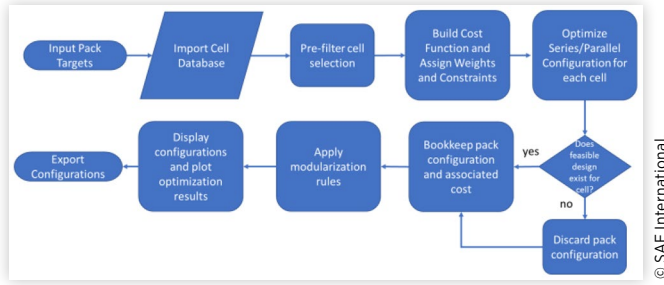 Input Pack
Targets
Import Cell
Database
Pre-filter cell
selection
Build Cost
Function and
Assign Weights
and Constraints
Optimize
Series/Parallel
Configuration for
each cell
Does
feasible
design
exist for
cell?
yes
no
Discard pack
configuration
Bookkeep pack
configuration
and associated
cost
Apply
modularization
rules
Display
configurations
and plot
optimization
results
Export
Configurations
© SAE International